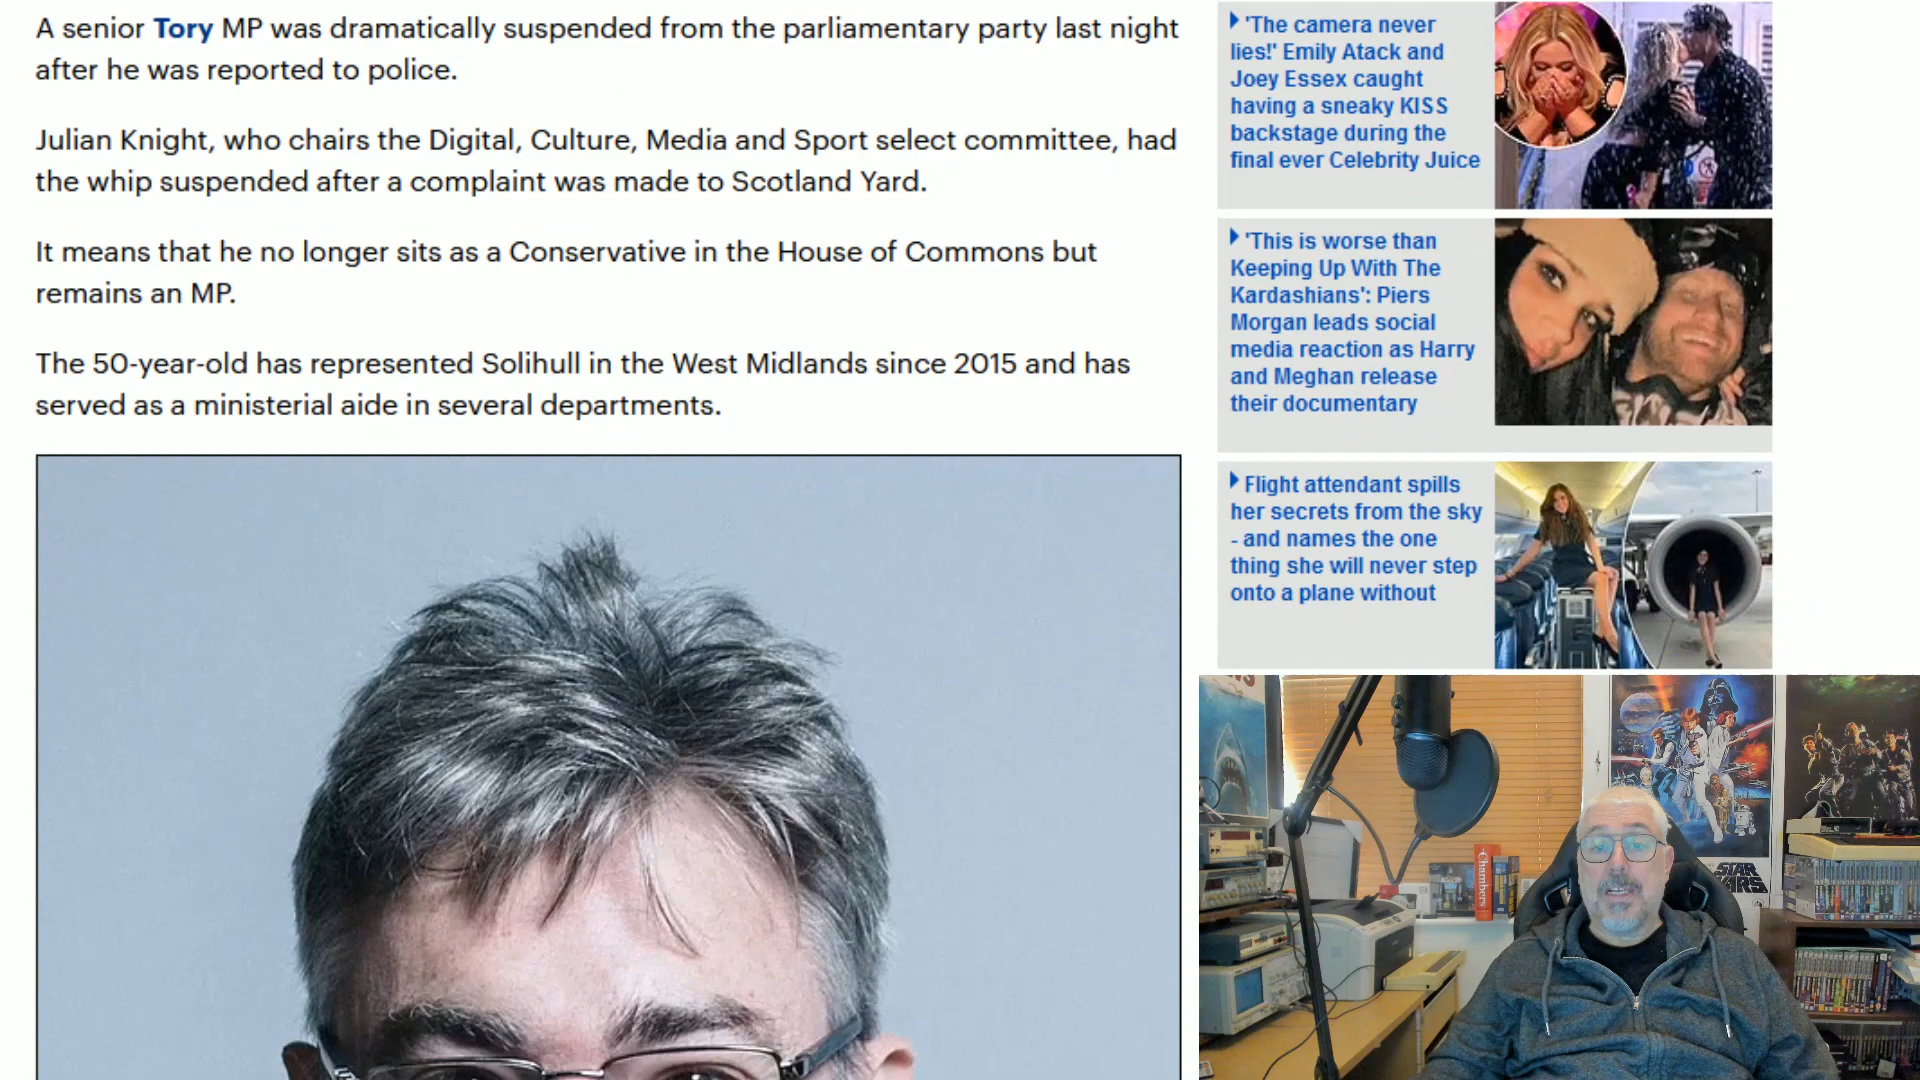 A senior Tory MP was dramatically suspended from the parliamentary party last night
after he was reported to police.
Julian Knight, who chairs the Digital, Culture, Media and Sport select committee, had
the whip suspended after a complaint was made to Scotland Yard.
It means that he no longer sits as a Conservative in the House of Commons but
remains an MP.
The 50-year-old has represented Solihull in the West Midlands since 2015 and has
served as a ministerial aide in several departments.
'The camera never
lies!' Emily Atack and
Joey Essex caught
having a sneaky KISS
backstage during the
final ever Celebrity Juice
'This is worse than
Keeping Up With The
Kardashians': Piers
Morgan leads social
media reaction as Harry
and Meghan release
their documentary
Flight attendant spills
her secrets from the sky
- and names the one
thing she will never step
onto a plane without
Chambers
STAR
WARS